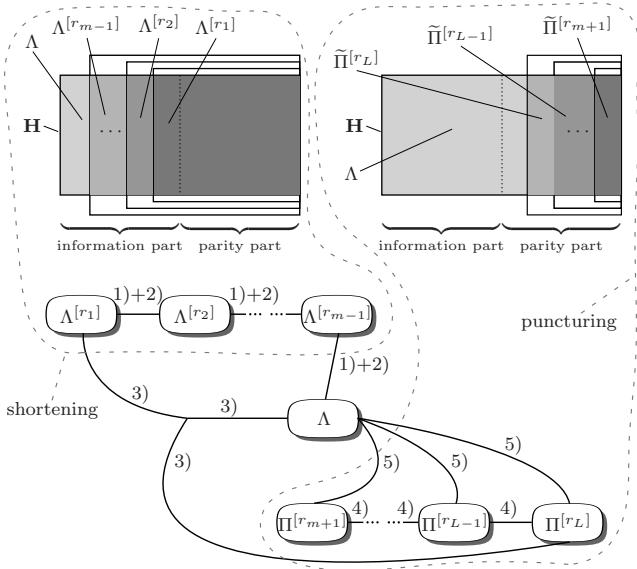 Λ Λ^[r_{m−1}] Λ^[r_2] Λ^[r_1]
Π̃^[r_L] Π̃^[r_{L−1}] Π̃^[r_{m+1}]
H ...
H Λ ...
information part parity part
information part parity part
Λ^[r_1] 1)+2) Λ^[r_2] 1)+2) ... ... Λ^[r_{m−1}]
puncturing
1)+2)
shortening
3) 3) Λ
3) 5) 5) 5)
Π^[r_{m+1}] 4) ... ... 4) Π^[r_{L−1}] 4) Π^[r_L]